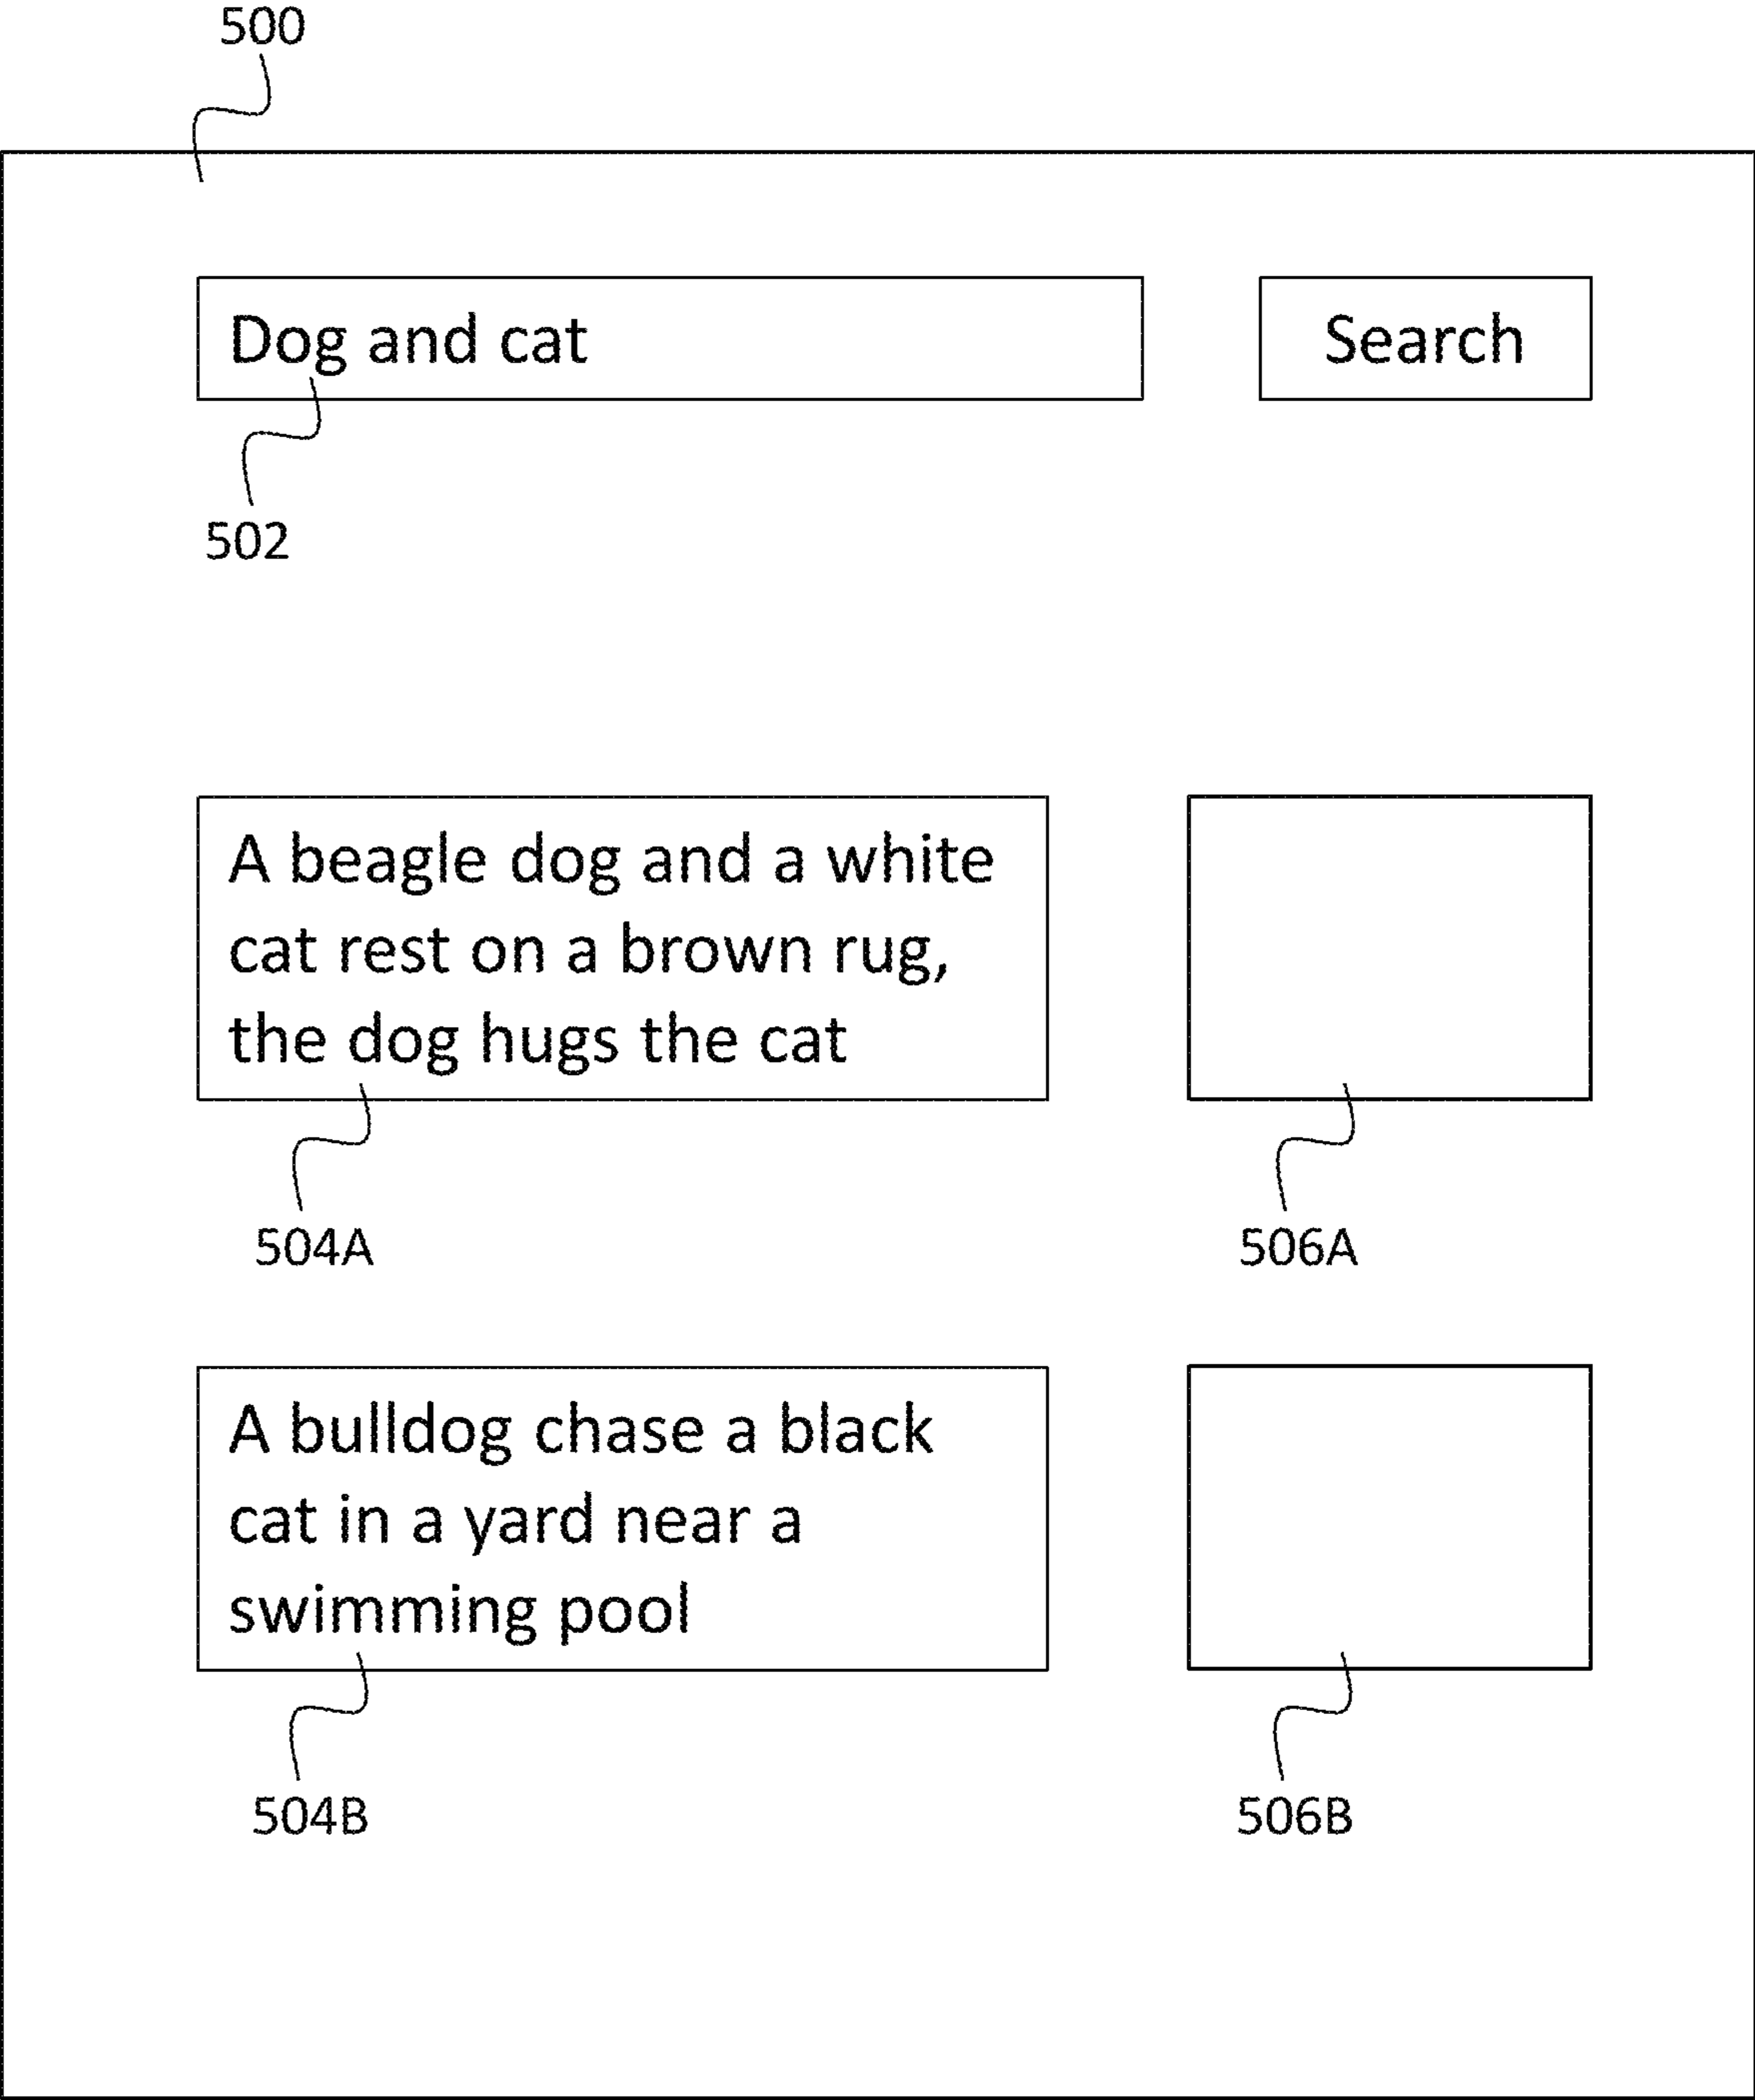 500
Dog and cat
Search
502
A beagle dog and a white
cat rest on a brown rug,
the dog hugs the cat
504A
506A
A bulldog chase a black
cat in a yard near a
swimming pool
504B
506B